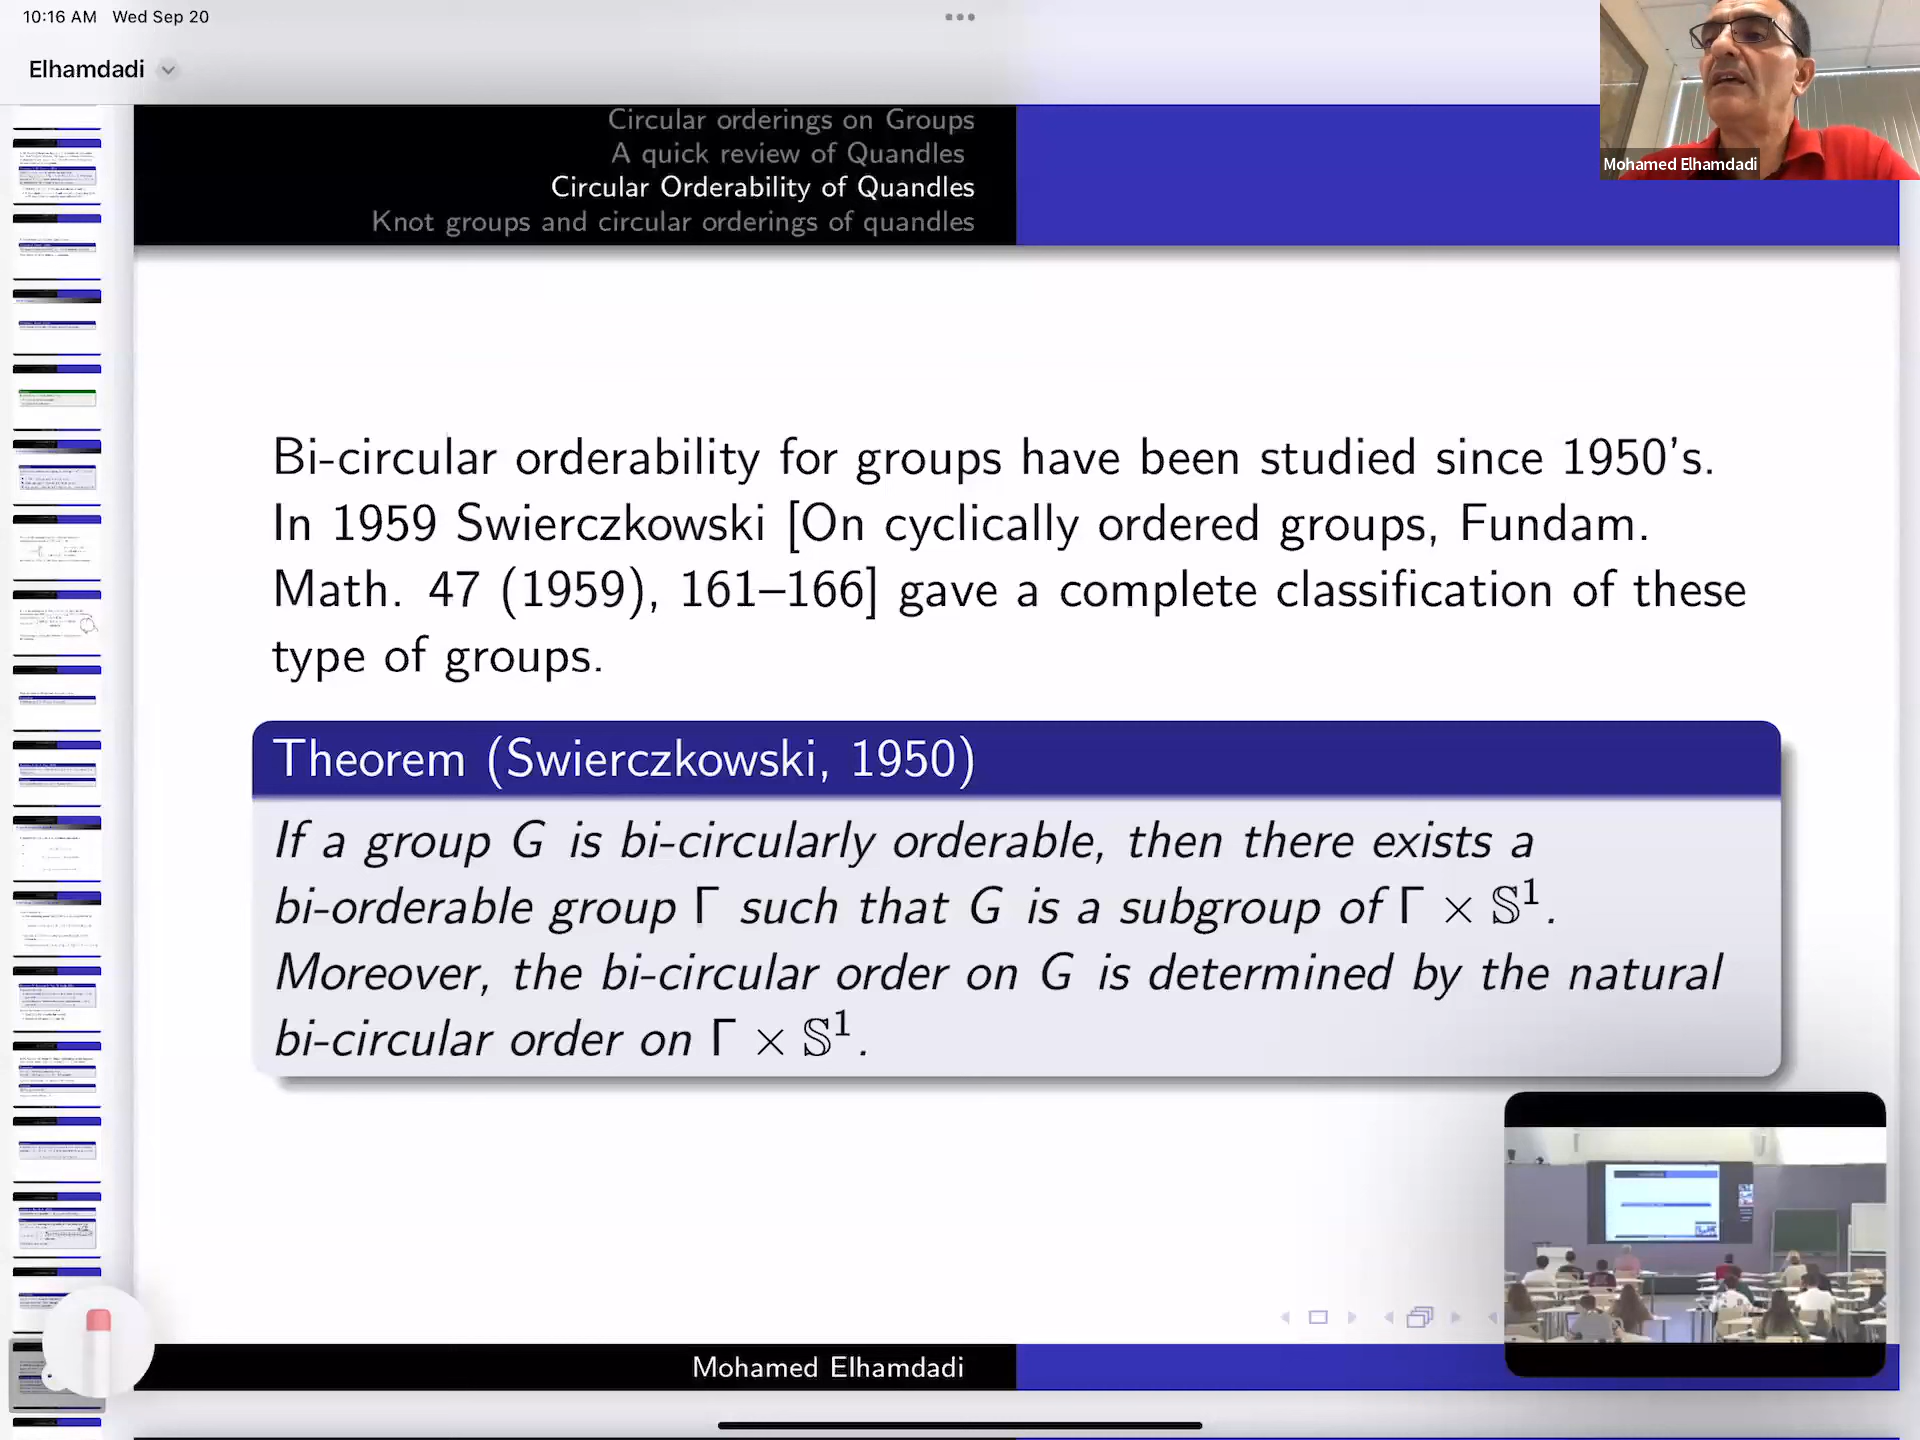 10:16 AM Wed Sep 20
Elhamdadi
Mohamed Elhamdadi
Circular orderings on Groups
A quick review of Quandles
Circular Orderability of Quandles
Knot groups and circular orderings of quandles
Bi-circular orderability for groups have been studied since 1950's.
In 1959 Swierczkowski [On cyclically ordered groups, Fundam.
Math. 47 (1959), 161–166] gave a complete classification of these
type of groups.
Theorem (Swierczkowski, 1950)
If a group G is bi-circularly orderable, then there exists a
bi-orderable group Γ such that G is a subgroup of Γ × 𝕊¹.
Moreover, the bi-circular order on G is determined by the natural
bi-circular order on Γ × 𝕊¹.
Mohamed Elhamdadi